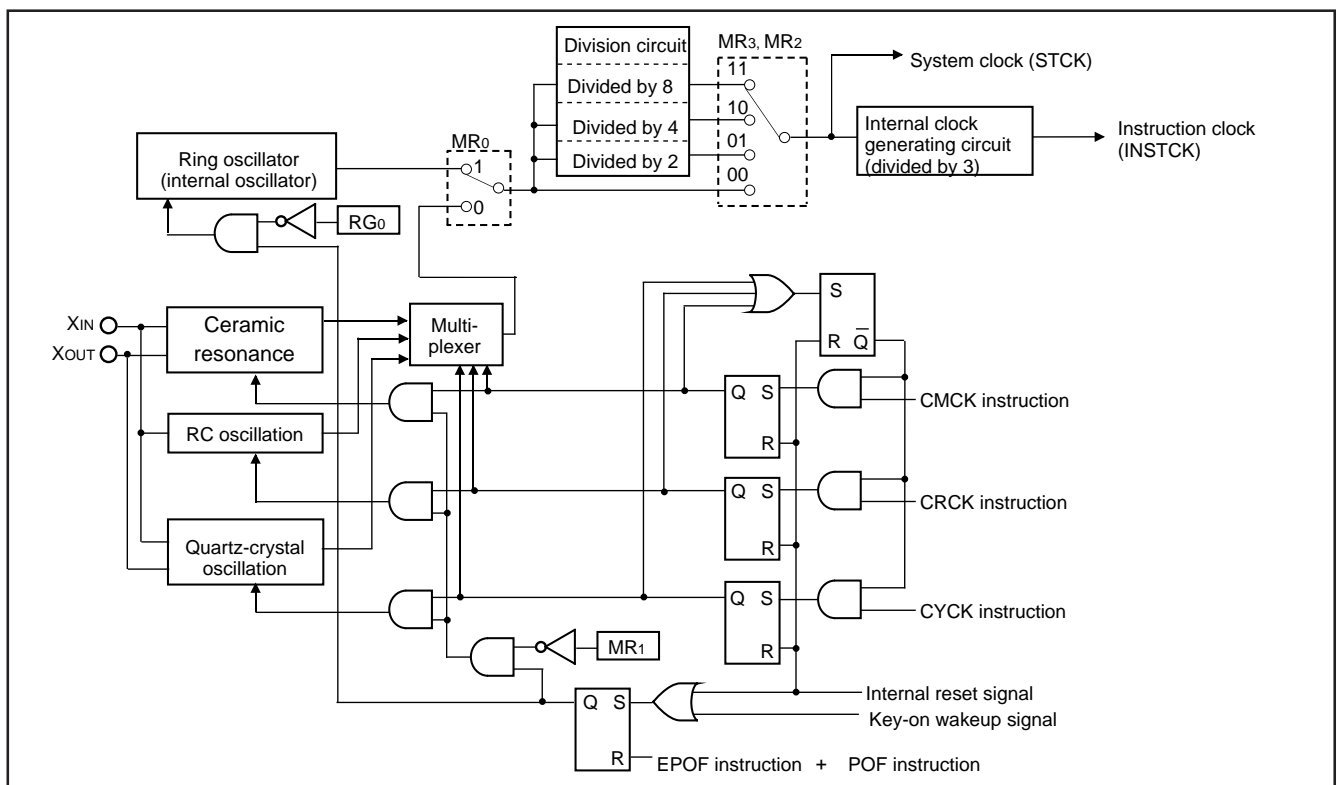 Division circuit
MR3, MR2
System clock (STCK)
11
Divided by 8
10
Divided by 4
01
Divided by 2
00
Internal clock
generating circuit
(divided by 3)
Instruction clock
(INSTCK)
Ring oscillator
(internal oscillator)
MR0
1
0
RG0
XIN
XOUT
Ceramic
resonance
Multi-
plexer
S
R Q̅
Q S
R
CMCK instruction
RC oscillation
Q S
R
CRCK instruction
Quartz-crystal
oscillation
Q S
R
CYCK instruction
MR1
Internal reset signal
Key-on wakeup signal
Q S
R
EPOF instruction + POF instruction